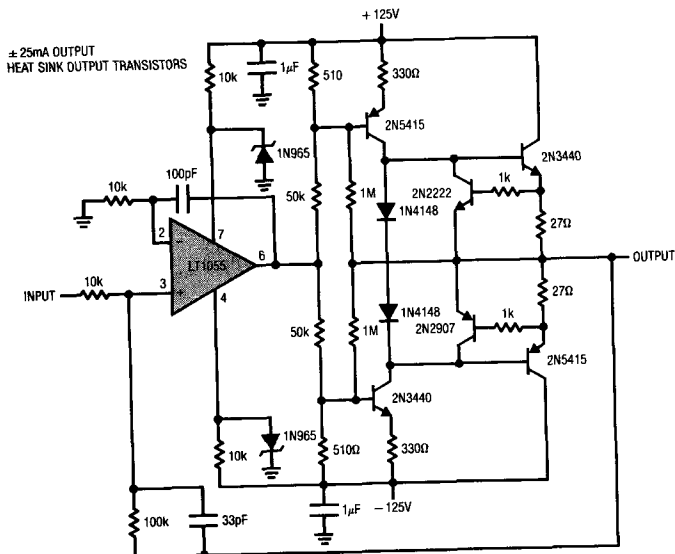 ± 25mA OUTPUT
HEAT SINK OUTPUT TRANSISTORS
+ 125V
10k
1µF
510
330Ω
2N5415
1N965
2N3440
100pF
10k
50k
1M
2N2222
1k
1N4148
27Ω
2
7
LT1055
6
OUTPUT
INPUT
10k
3
4
27Ω
1N4148
50k
1M
2N2907
1k
2N5415
2N3440
1N965
10k
510Ω
330Ω
1µF
− 125V
100k
33pF